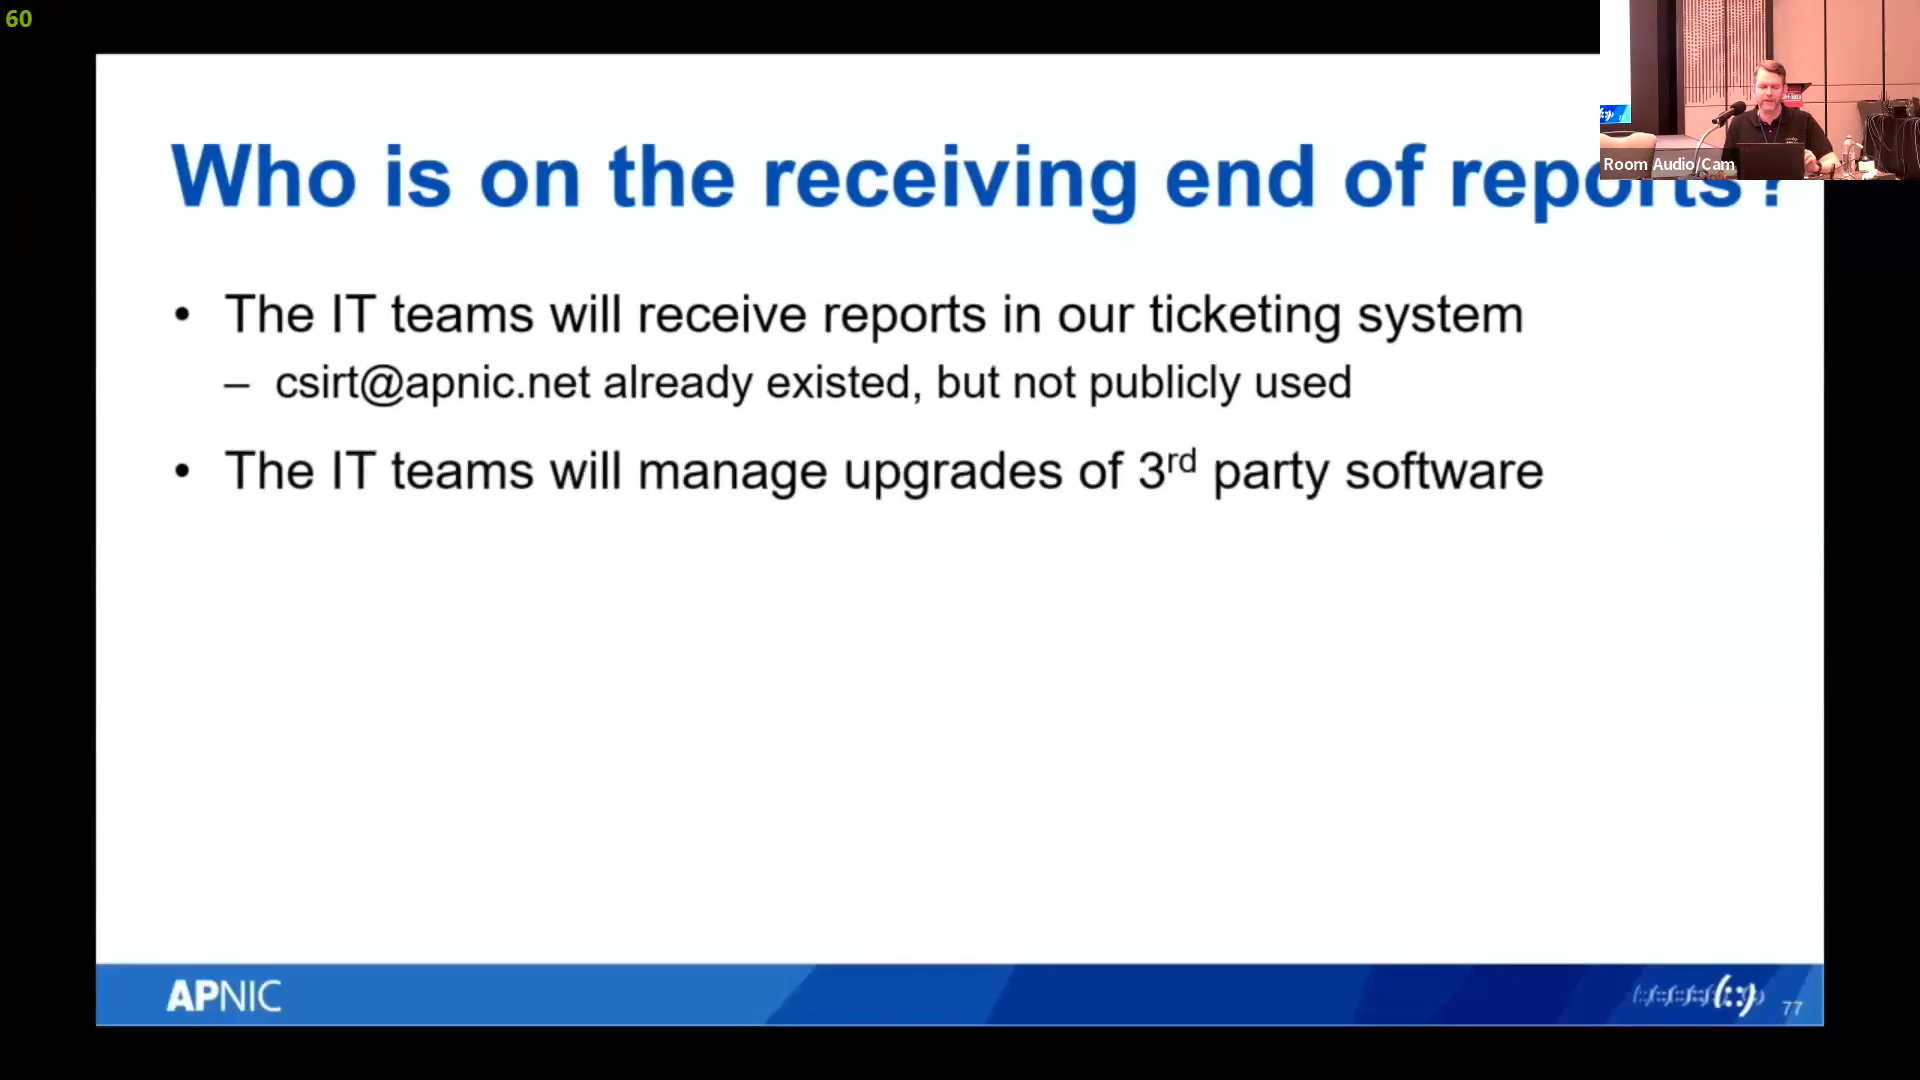 60
Who is on the receiving end of reports?
Room Audio/Cam
• The IT teams will receive reports in our ticketing system
– csirt@apnic.net already existed, but not publicly used
• The IT teams will manage upgrades of 3rd party software
APNIC
77